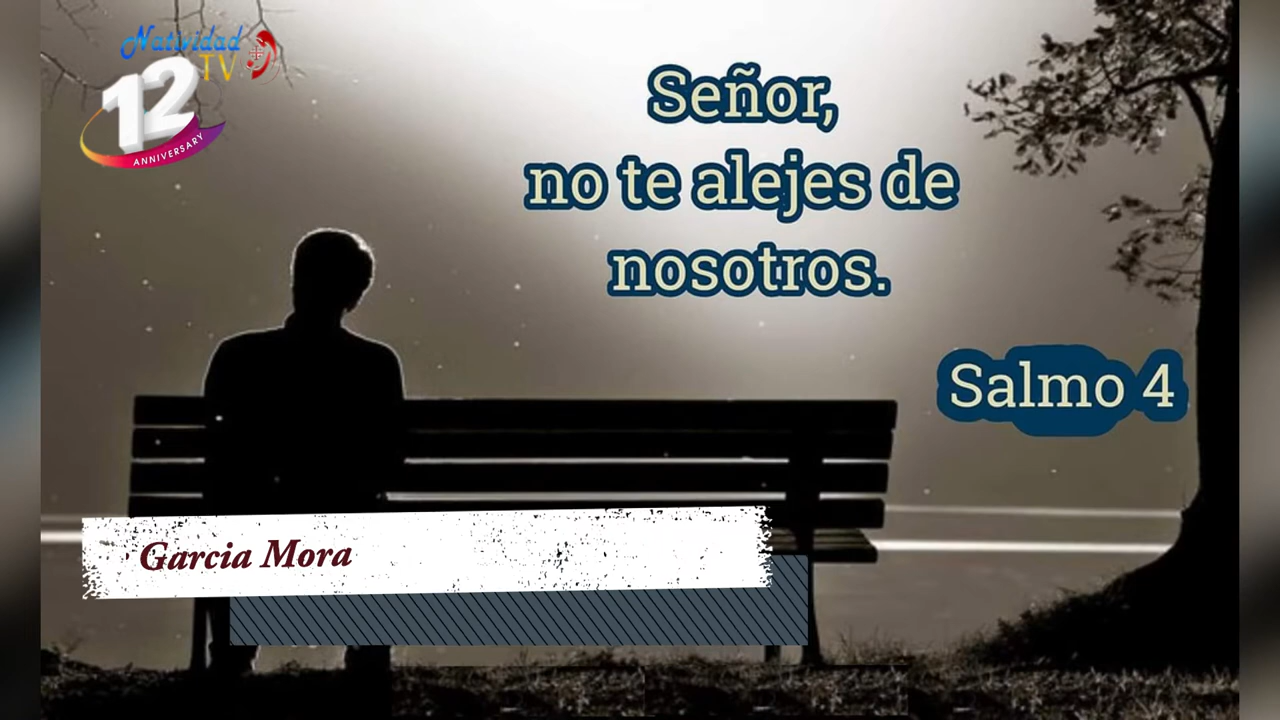 Natividad
TV
12
ANNIVERSARY
Señor,
no te alejes de
nosotros.
Salmo 4
Garcia Mora